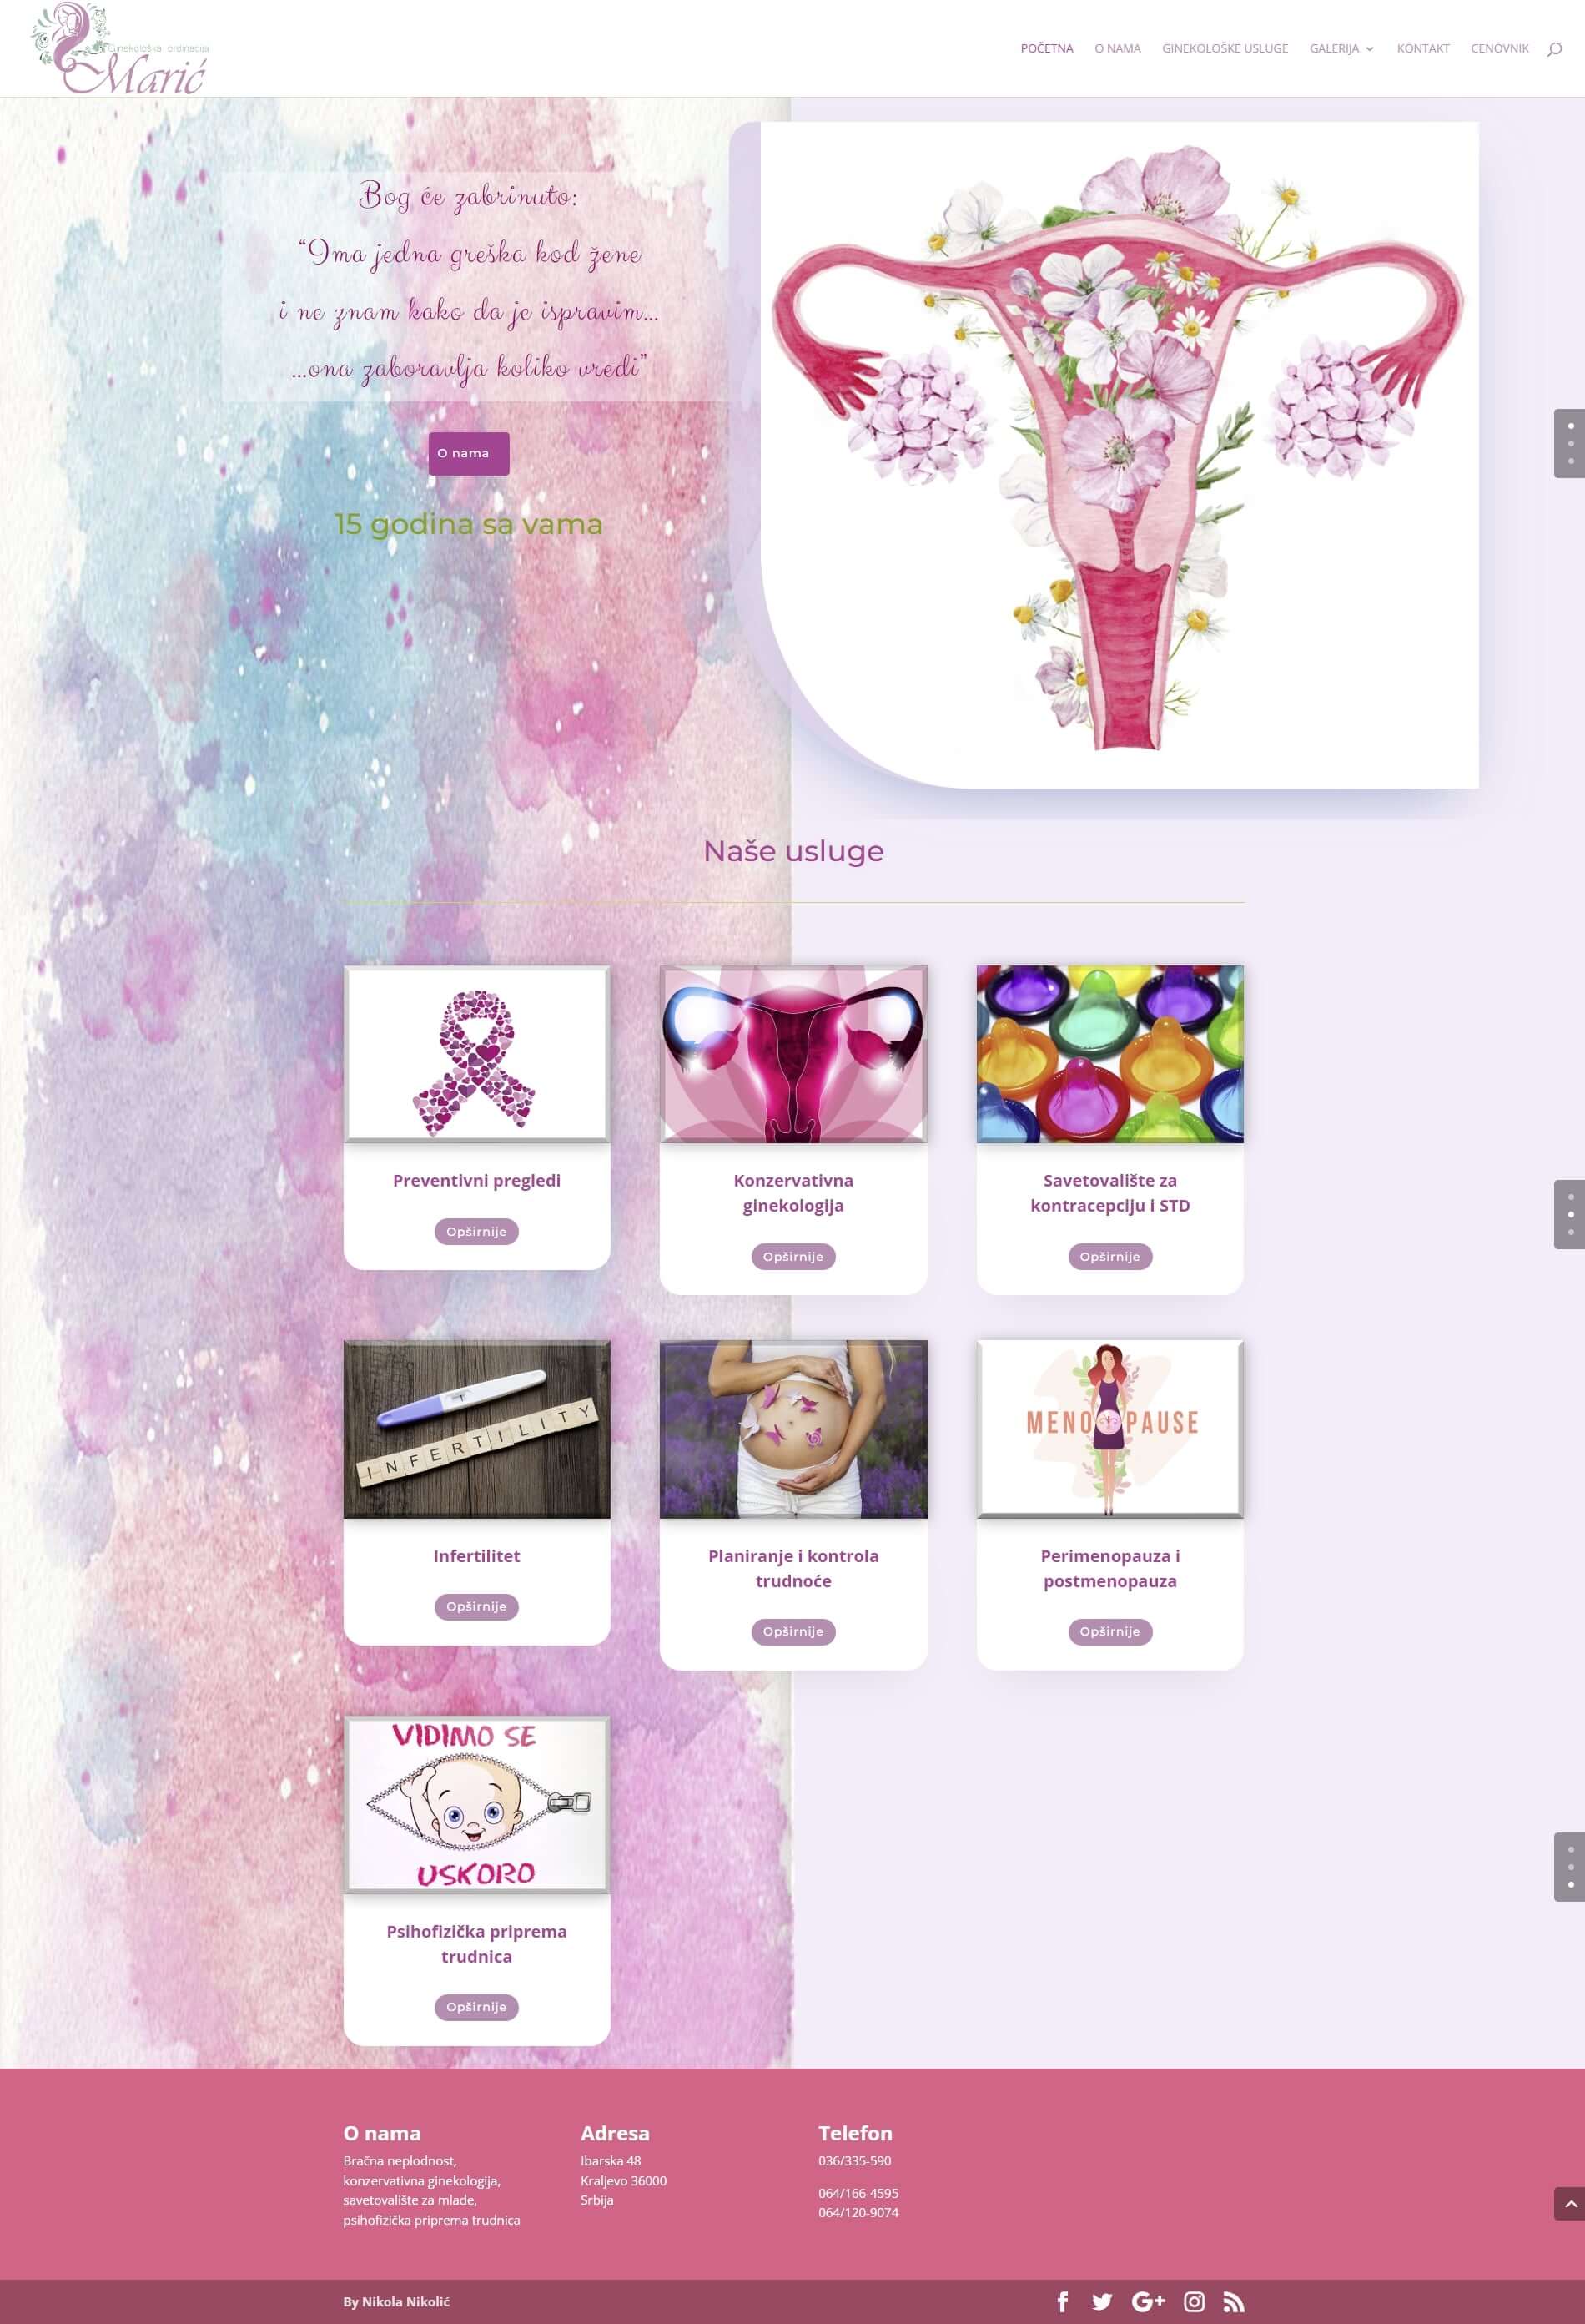 Ginekološka ordinacija
Marić
POČETNA
O NAMA
GINEKOLOŠKE USLUGE
GALERIJA
KONTAKT
CENOVNIK
Bog će zabrinuto:
“Ima jedna greška kod žene
i ne znam kako da je ispravim...
...ona zaboravlja koliko vredi”
O nama
15 godina sa vama
Naše usluge
Preventivni pregledi
Opširnije
Konzervativna
ginekologija
Opširnije
Savetovalište za
kontracepciju i STD
Opširnije
INFERTILITY
Infertilitet
Opširnije
Planiranje i kontrola
trudnoće
Opširnije
MENOPAUSE
Perimenopauza i
postmenopauza
Opširnije
VIDIMO SE
USKORO
Psihofizička priprema
trudnica
Opširnije
O nama
Bračna neplodnost,
konzervativna ginekologija,
savetovalište za mlade,
psihofizička priprema trudnica
Adresa
Ibarska 48
Kraljevo 36000
Srbija
Telefon
036/335-590
064/166-4595
064/120-9074
By Nikola Nikolić